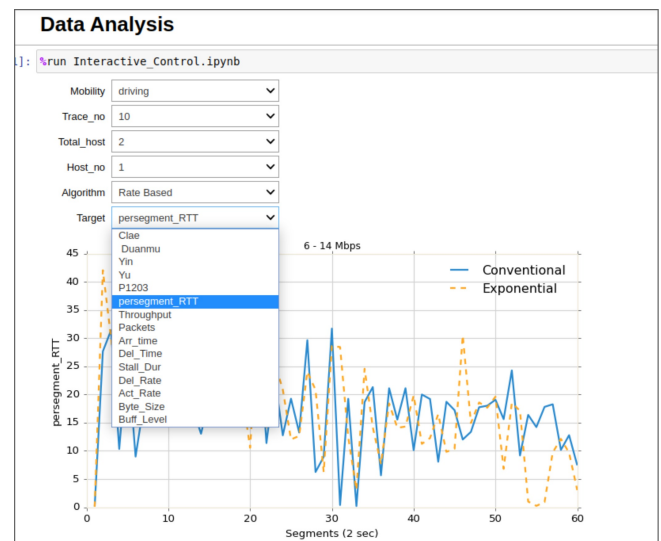 Data Analysis
]: %run Interactive_Control.ipynb
Mobility driving
Trace_no 10
Total_host 2
Host_no 1
Algorithm Rate Based
Target persegment_RTT
Clae
Duanmu
Yin
Yu
P1203
persegment_RTT
Throughput
Packets
Arr_time
Del_Time
Stall_Dur
Del_Rate
Act_Rate
Byte_Size
Buff_Level
6 - 14 Mbps
Conventional
Exponential
persegment_RTT
45
40
35
30
25
20
15
10
5
0
0 10 20 30 40 50 60
Segments (2 sec)